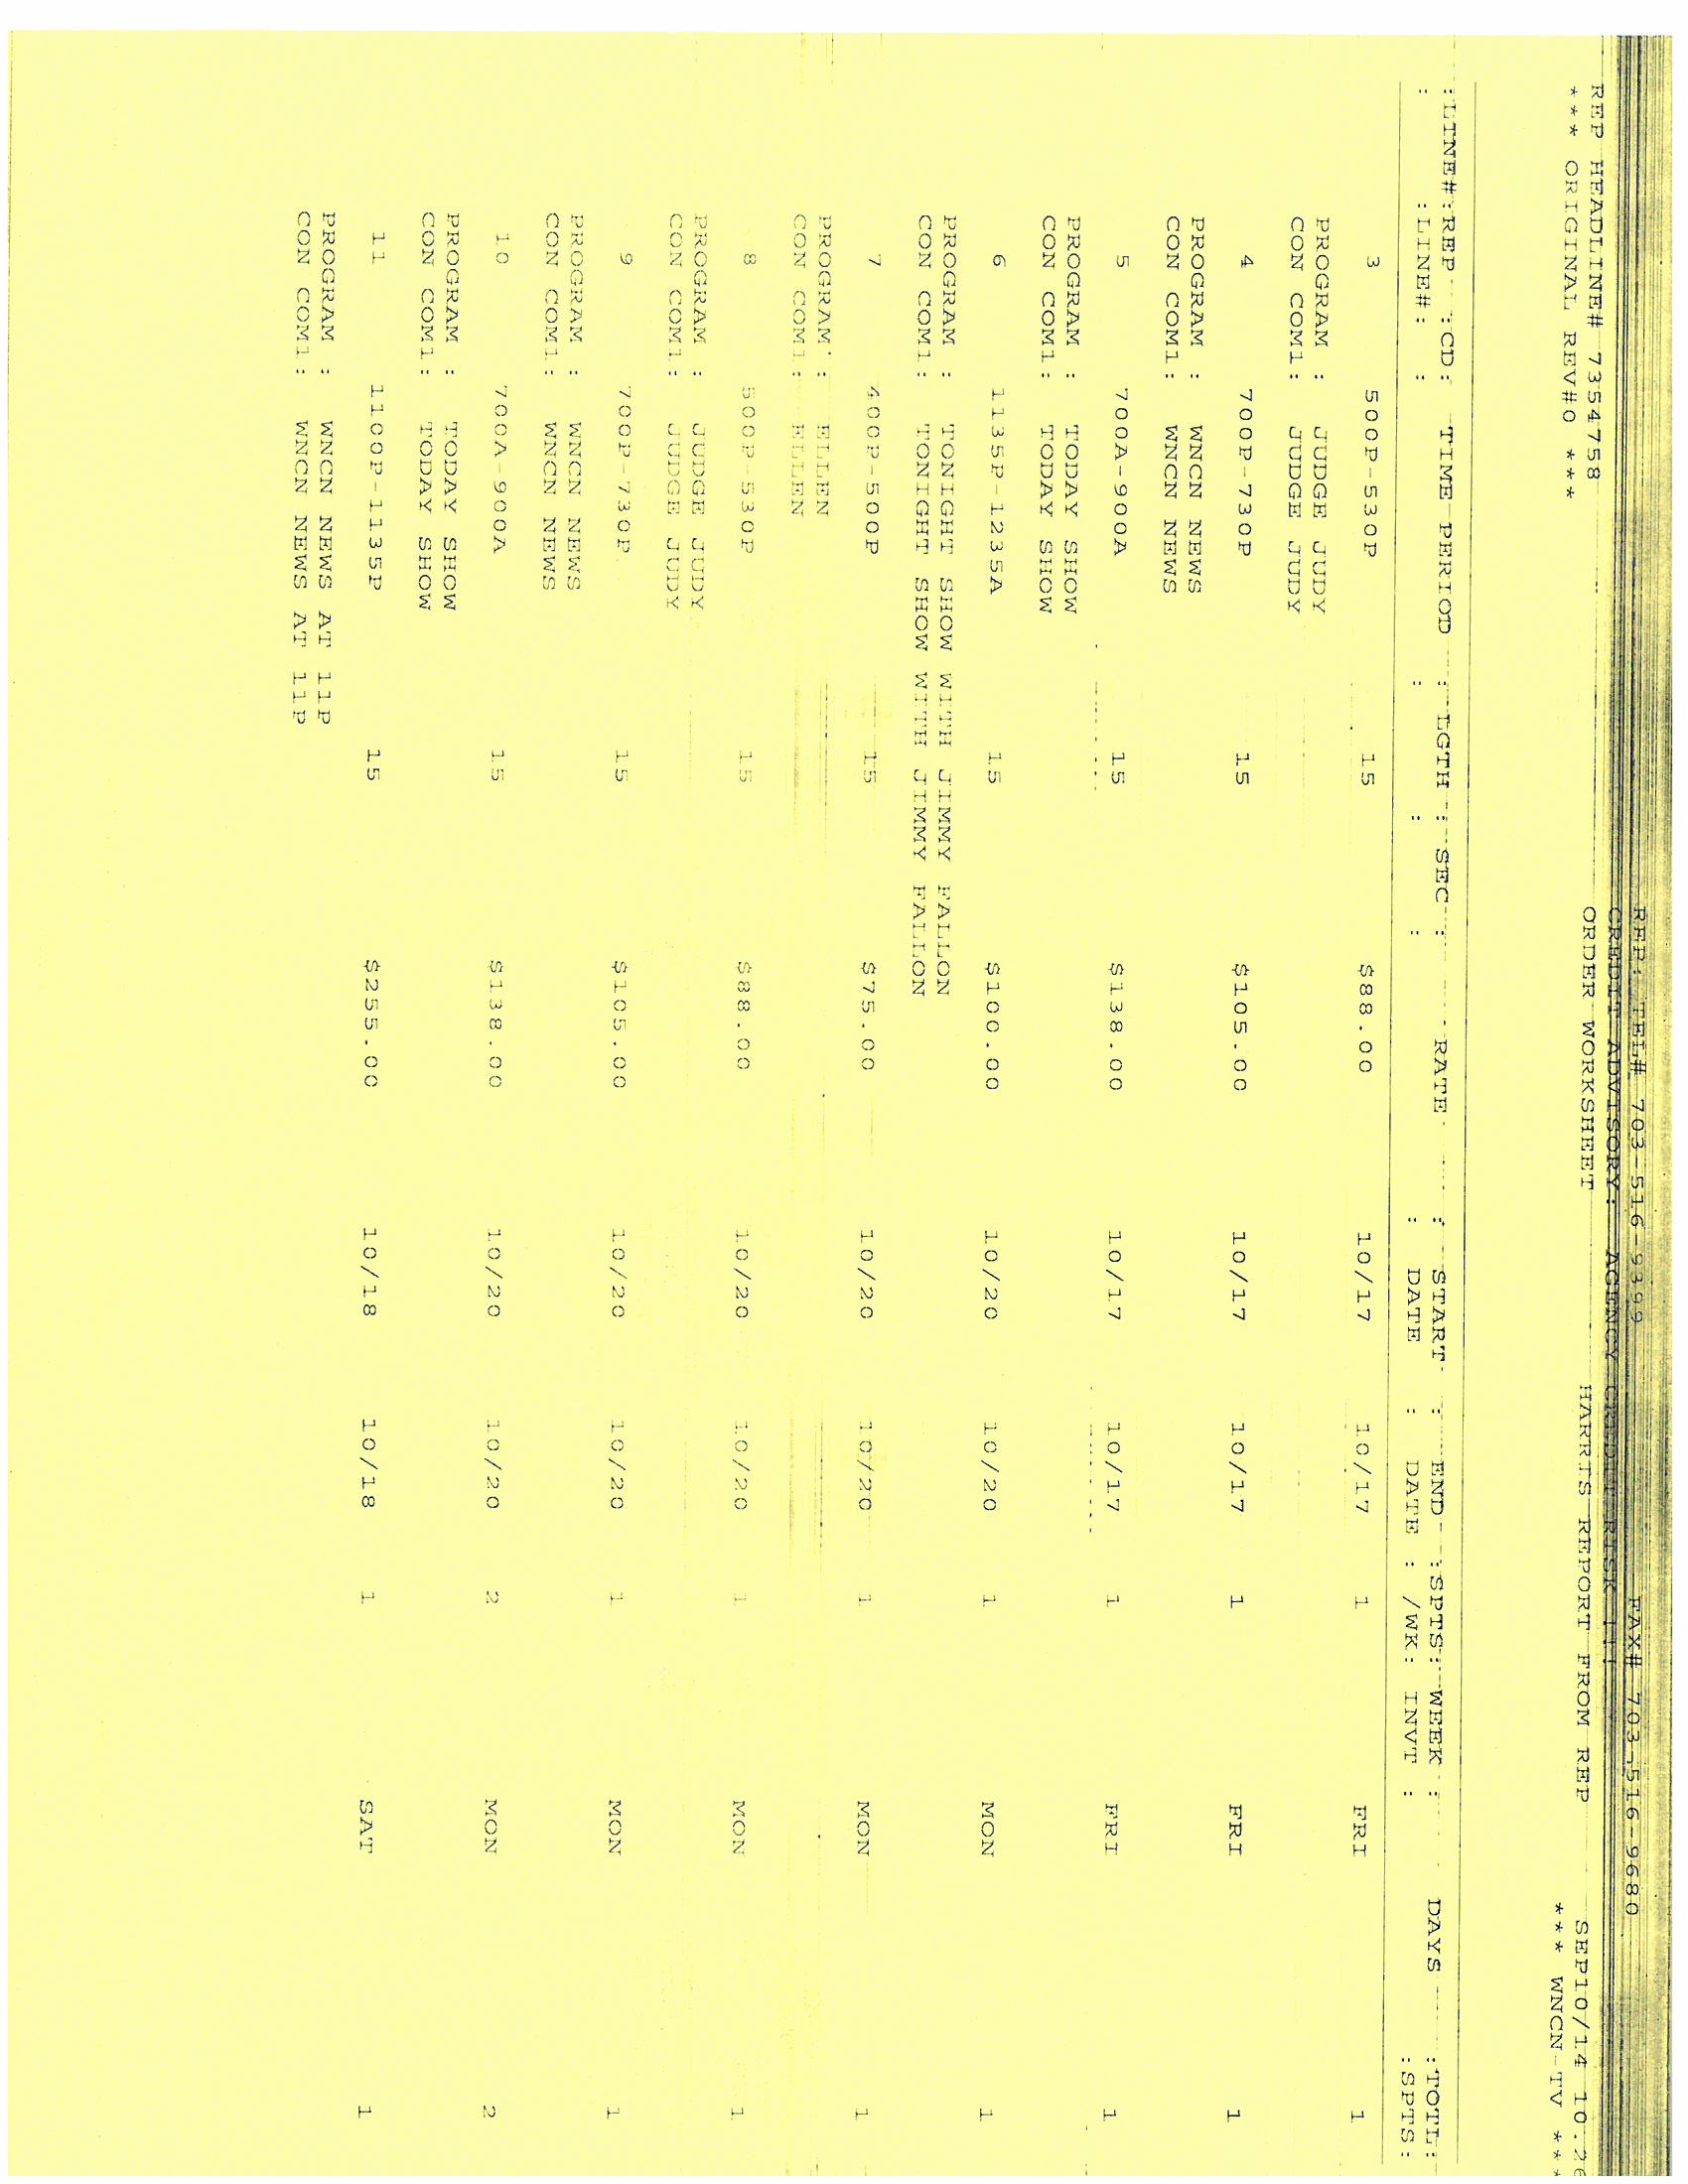 REP TEL# 703-516-9399 FAX# 703-516-9680
CREDIT ADVISORY: AGENCY CREDIT RISK
REP HEADLINE# 7354758 ORDER WORKSHEET HARRIS REPORT FROM REP SEP10/14 10.26
*** ORIGINAL REV#0 *** *** WNCN-TV ***
:LINE#:REP :CD: TIME PERIOD : LGTH : SEC : RATE : START : END :SPTS: WEEK : DAYS :TOTL:
: :LINE#: : : : : DATE : DATE : /WK: INVT : :SPTS:
3 500P-530P 15 $88.00 10/17 10/17 1 FRI 1
PROGRAM : JUDGE JUDY
CON COM1: JUDGE JUDY
4 700P-730P 15 $105.00 10/17 10/17 1 FRI 1
PROGRAM : WNCN NEWS
CON COM1: WNCN NEWS
5 700A-900A 15 $138.00 10/17 10/17 1 FRI 1
PROGRAM : TODAY SHOW
CON COM1: TODAY SHOW
6 1135P-1235A 15 $100.00 10/20 10/20 1 MON 1
PROGRAM : TONIGHT SHOW WITH JIMMY FALLON
CON COM1: TONIGHT SHOW WITH JIMMY FALLON
7 400P-500P 15 $75.00 10/20 10/20 1 MON 1
PROGRAM : ELLEN
CON COM1: ELLEN
8 500P-530P 15 $88.00 10/20 10/20 1 MON 1
PROGRAM : JUDGE JUDY
CON COM1: JUDGE JUDY
9 700P-730P 15 $105.00 10/20 10/20 1 MON 1
PROGRAM : WNCN NEWS
CON COM1: WNCN NEWS
10 700A-900A 15 $138.00 10/20 10/20 2 MON 2
PROGRAM : TODAY SHOW
CON COM1: TODAY SHOW
11 1100P-1135P 15 $255.00 10/18 10/18 1 SAT 1
PROGRAM : WNCN NEWS AT 11P
CON COM1: WNCN NEWS AT 11P